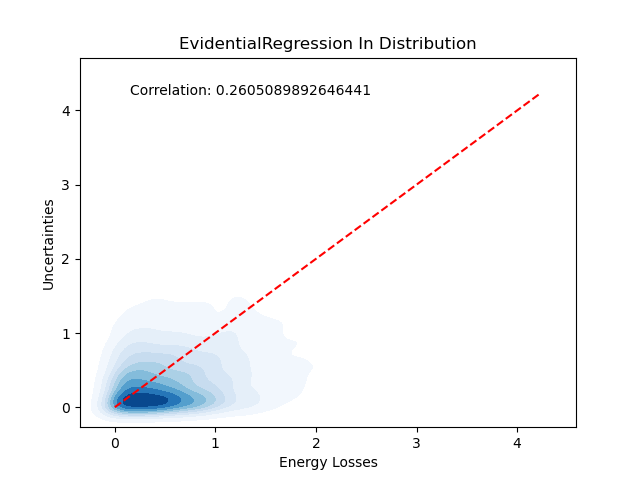 EvidentialRegression In Distribution
Correlation: 0.2605089892646441
Uncertainties
4
3
2
1
0
0 1 2 3 4
Energy Losses